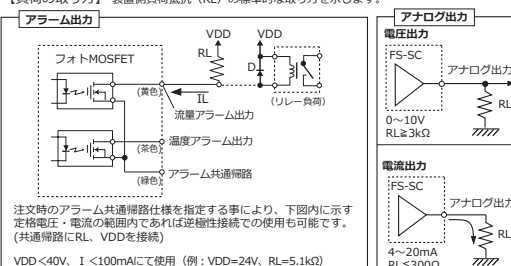 【負荷の取り方】 装置側負荷抵抗（RL）の標準的な取り方を示します。
アラーム出力
VDD VDD
フォトMOSFET
RL
D
(黄色)
IL
(リレー負荷)
流量アラーム出力
(茶色)
温度アラーム出力
(緑色)
アラーム共通帰路
注文時のアラーム共通帰路仕様を指定する事により、下図内に示す
定格電圧・電流の範囲内であれば逆極性接続での使用も可能です。
(共通帰路にRL、VDDを接続)
VDD<40V、I <100mAにて使用（例：VDD=24V、RL=5.1kΩ）
アナログ出力
電圧出力
FS-SC
アナログ出力
RL
0～10V
RL≧3kΩ
電流出力
FS-SC
アナログ出力
RL
4～20mA
RL≦300Ω